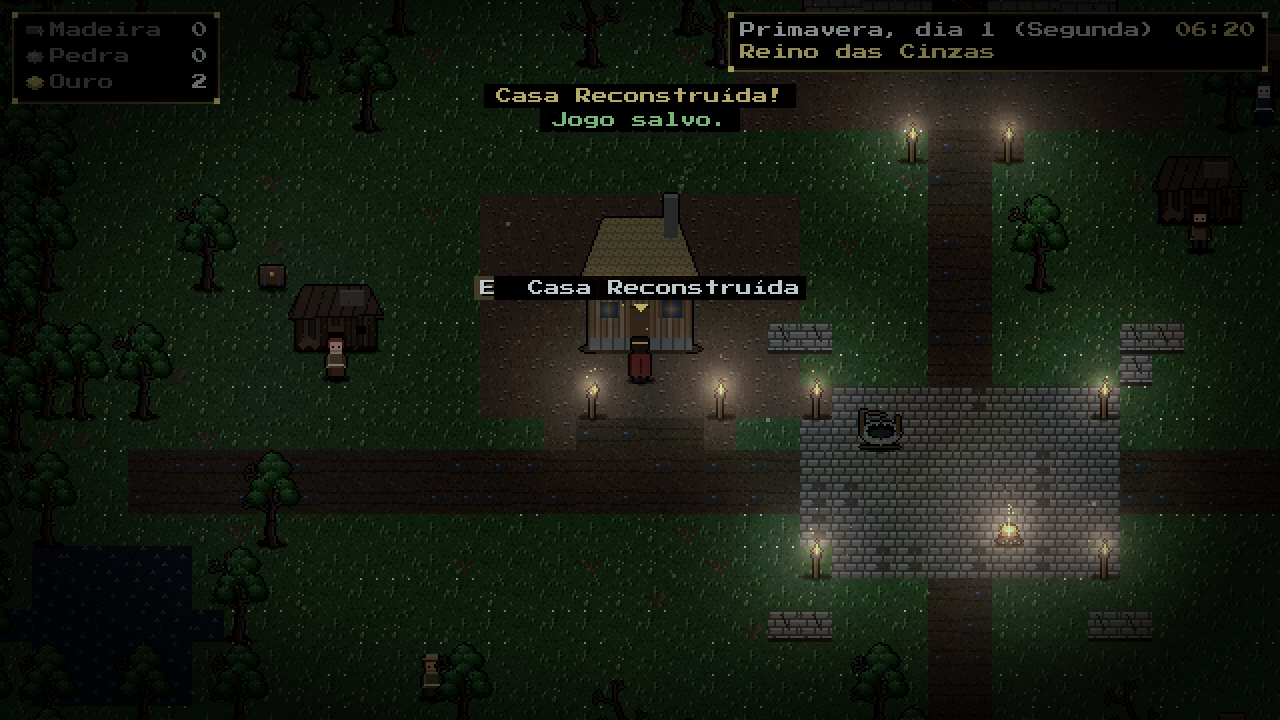 Madeira 0
Pedra 0
Ouro 2
Primavera, dia 1 (Segunda) 06:20
Reino das Cinzas
Casa Reconstruída!
Jogo salvo.
E Casa Reconstruída